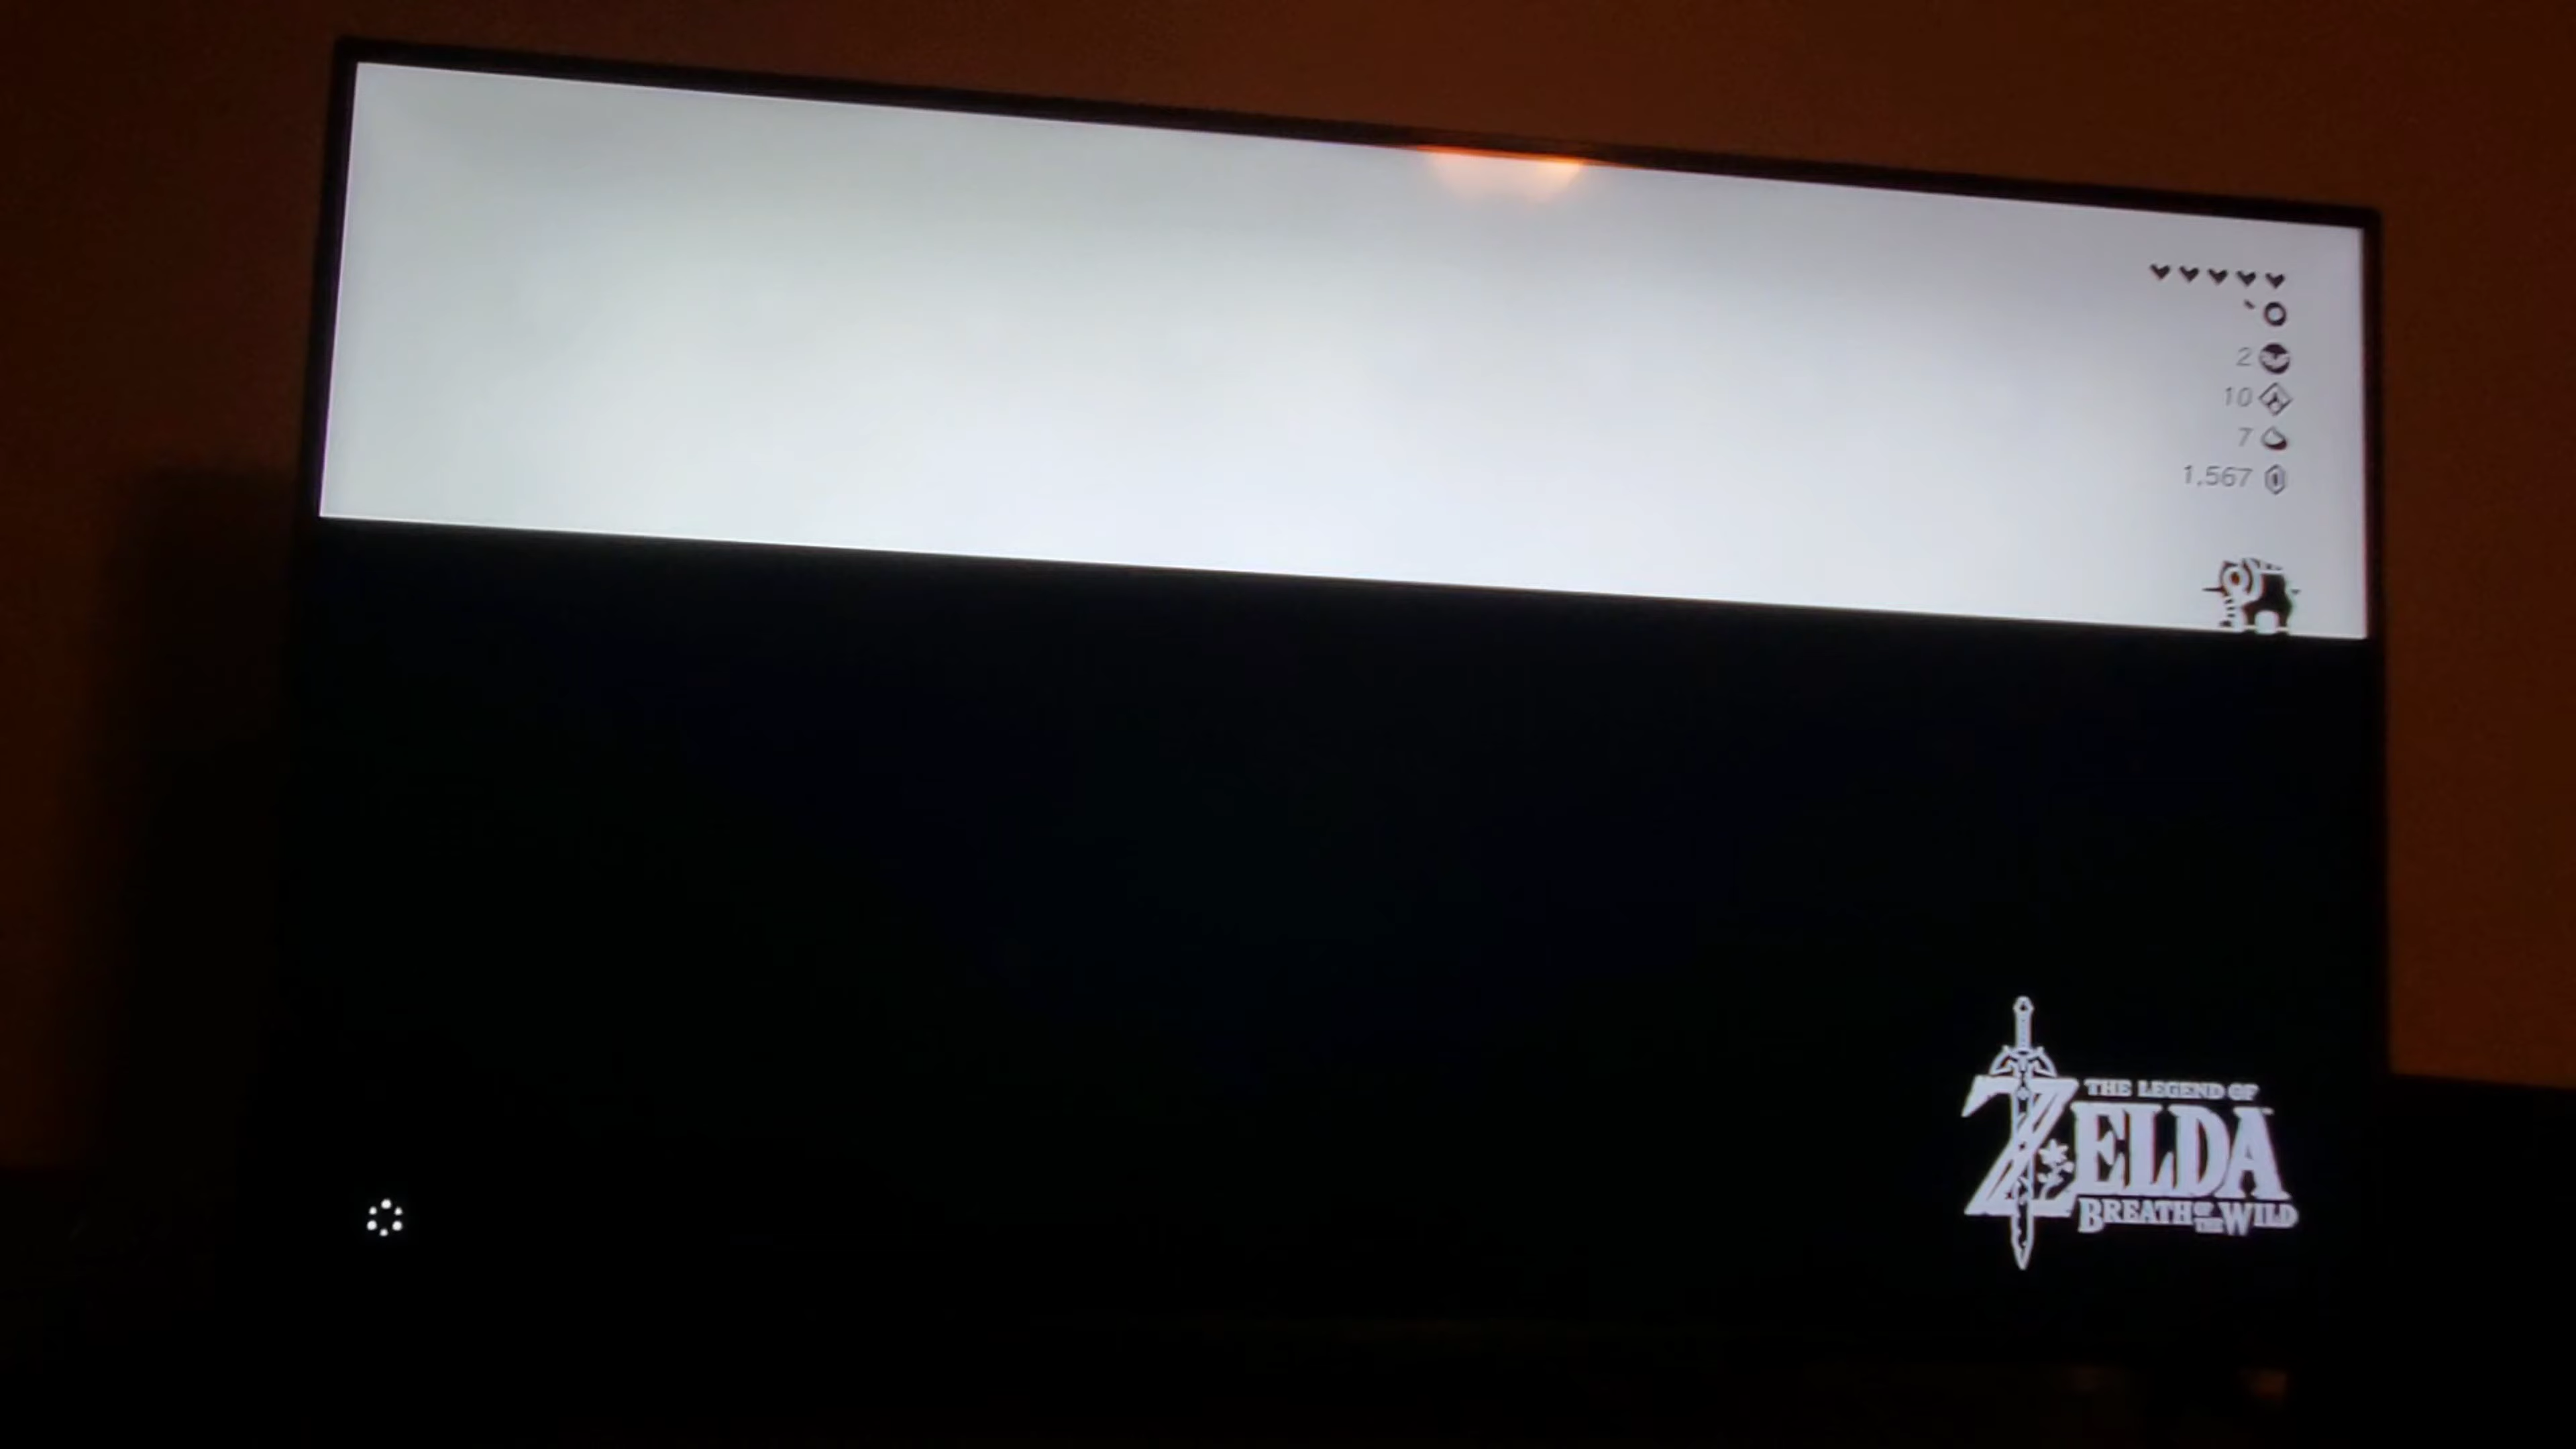 2
10
7
1,567
THE LEGEND OF
ZELDA
BREATH OF THE WILD